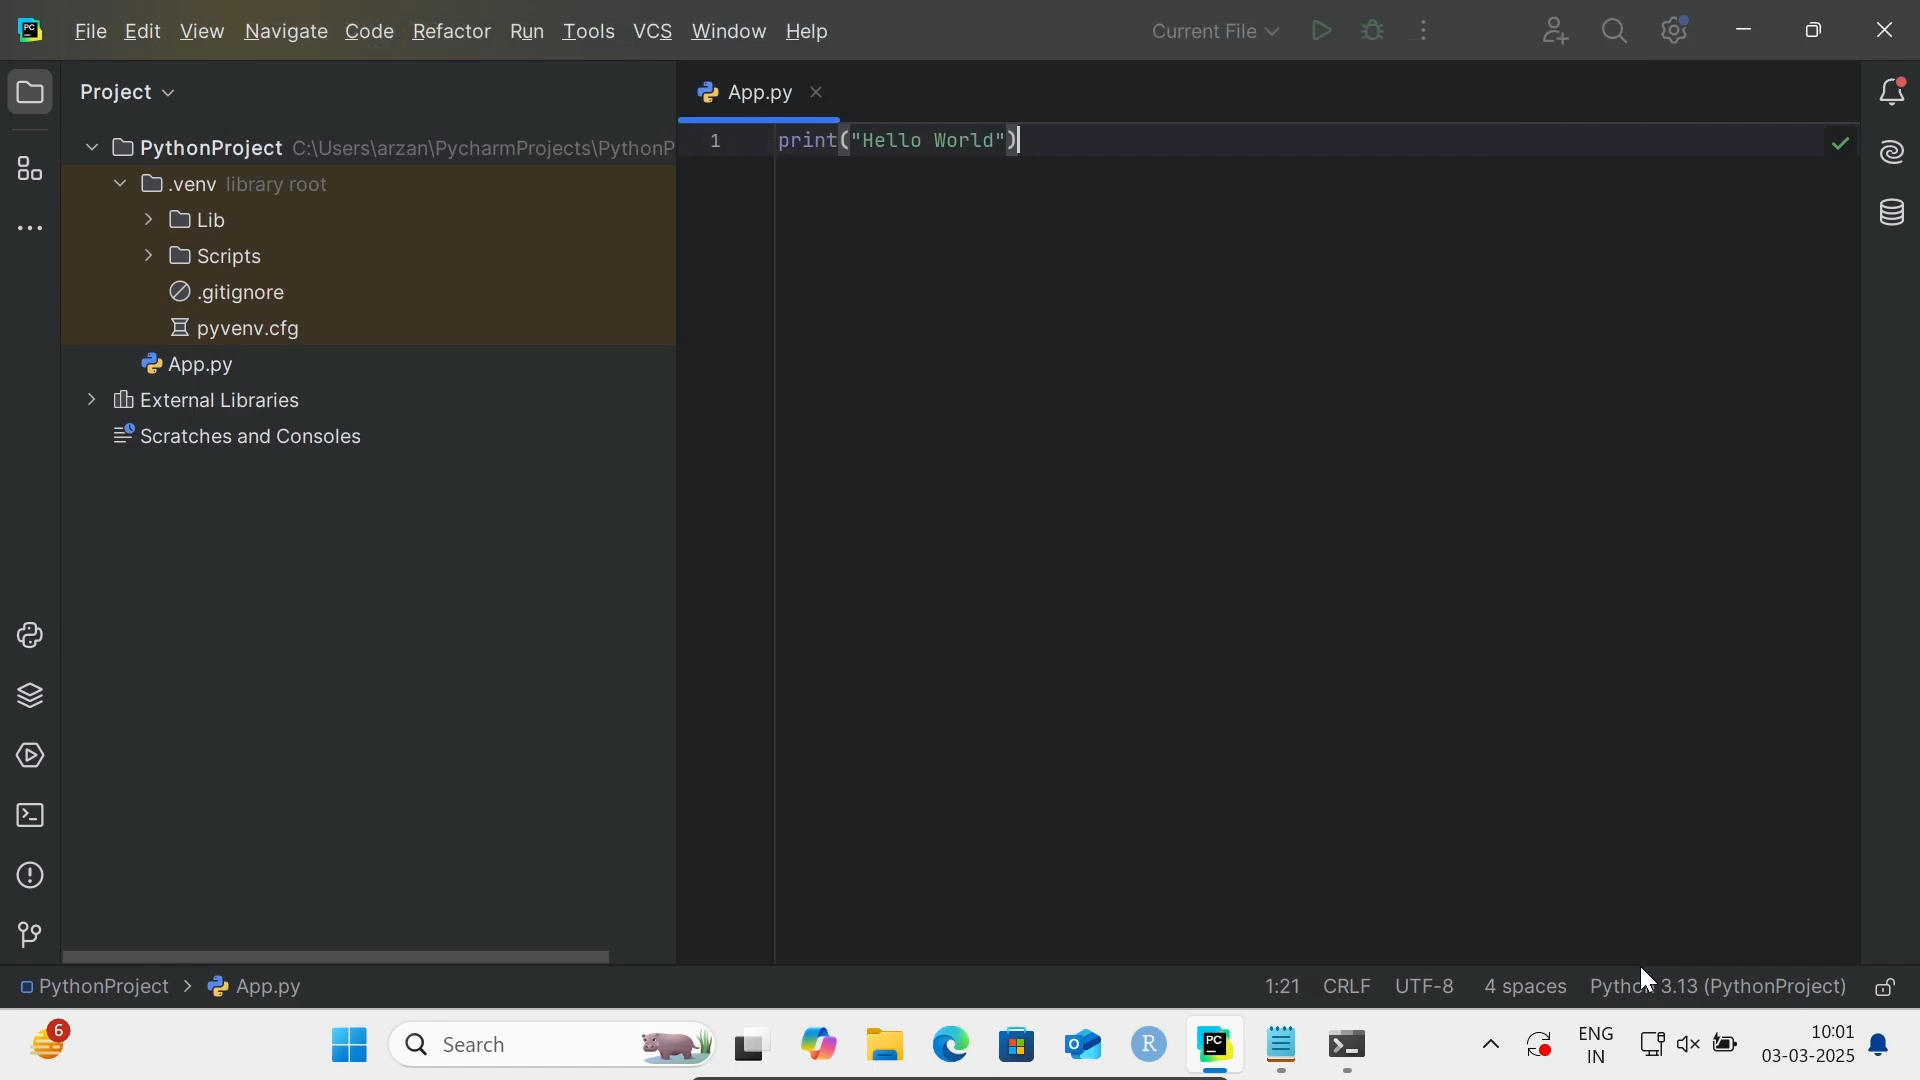 PC File Edit View Navigate Code Refactor Run Tools VCS Window Help Current File
Project
App.py
PythonProject C:\Users\arzan\PycharmProjects\PythonP
1 print("Hello World")
.venv library root
Lib
Scripts
.gitignore
pyvenv.cfg
App.py
External Libraries
Scratches and Consoles
PythonProject > App.py 1:21 CRLF UTF-8 4 spaces Python 3.13 (PythonProject)
6
Search
R
PC
ENG
IN
10:01
03-03-2025